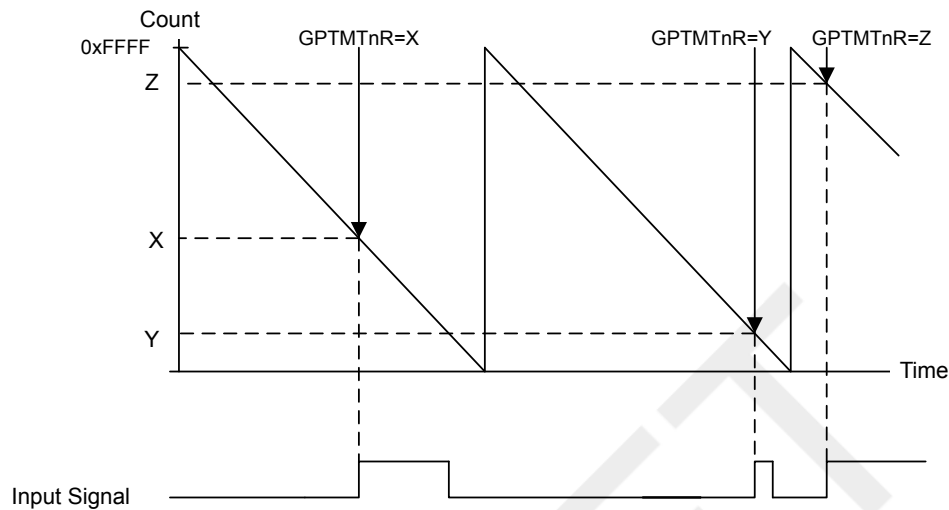 Count
0xFFFF
GPTMTnR=X
GPTMTnR=Y
GPTMTnR=Z
Z
X
Y
Time
Input Signal